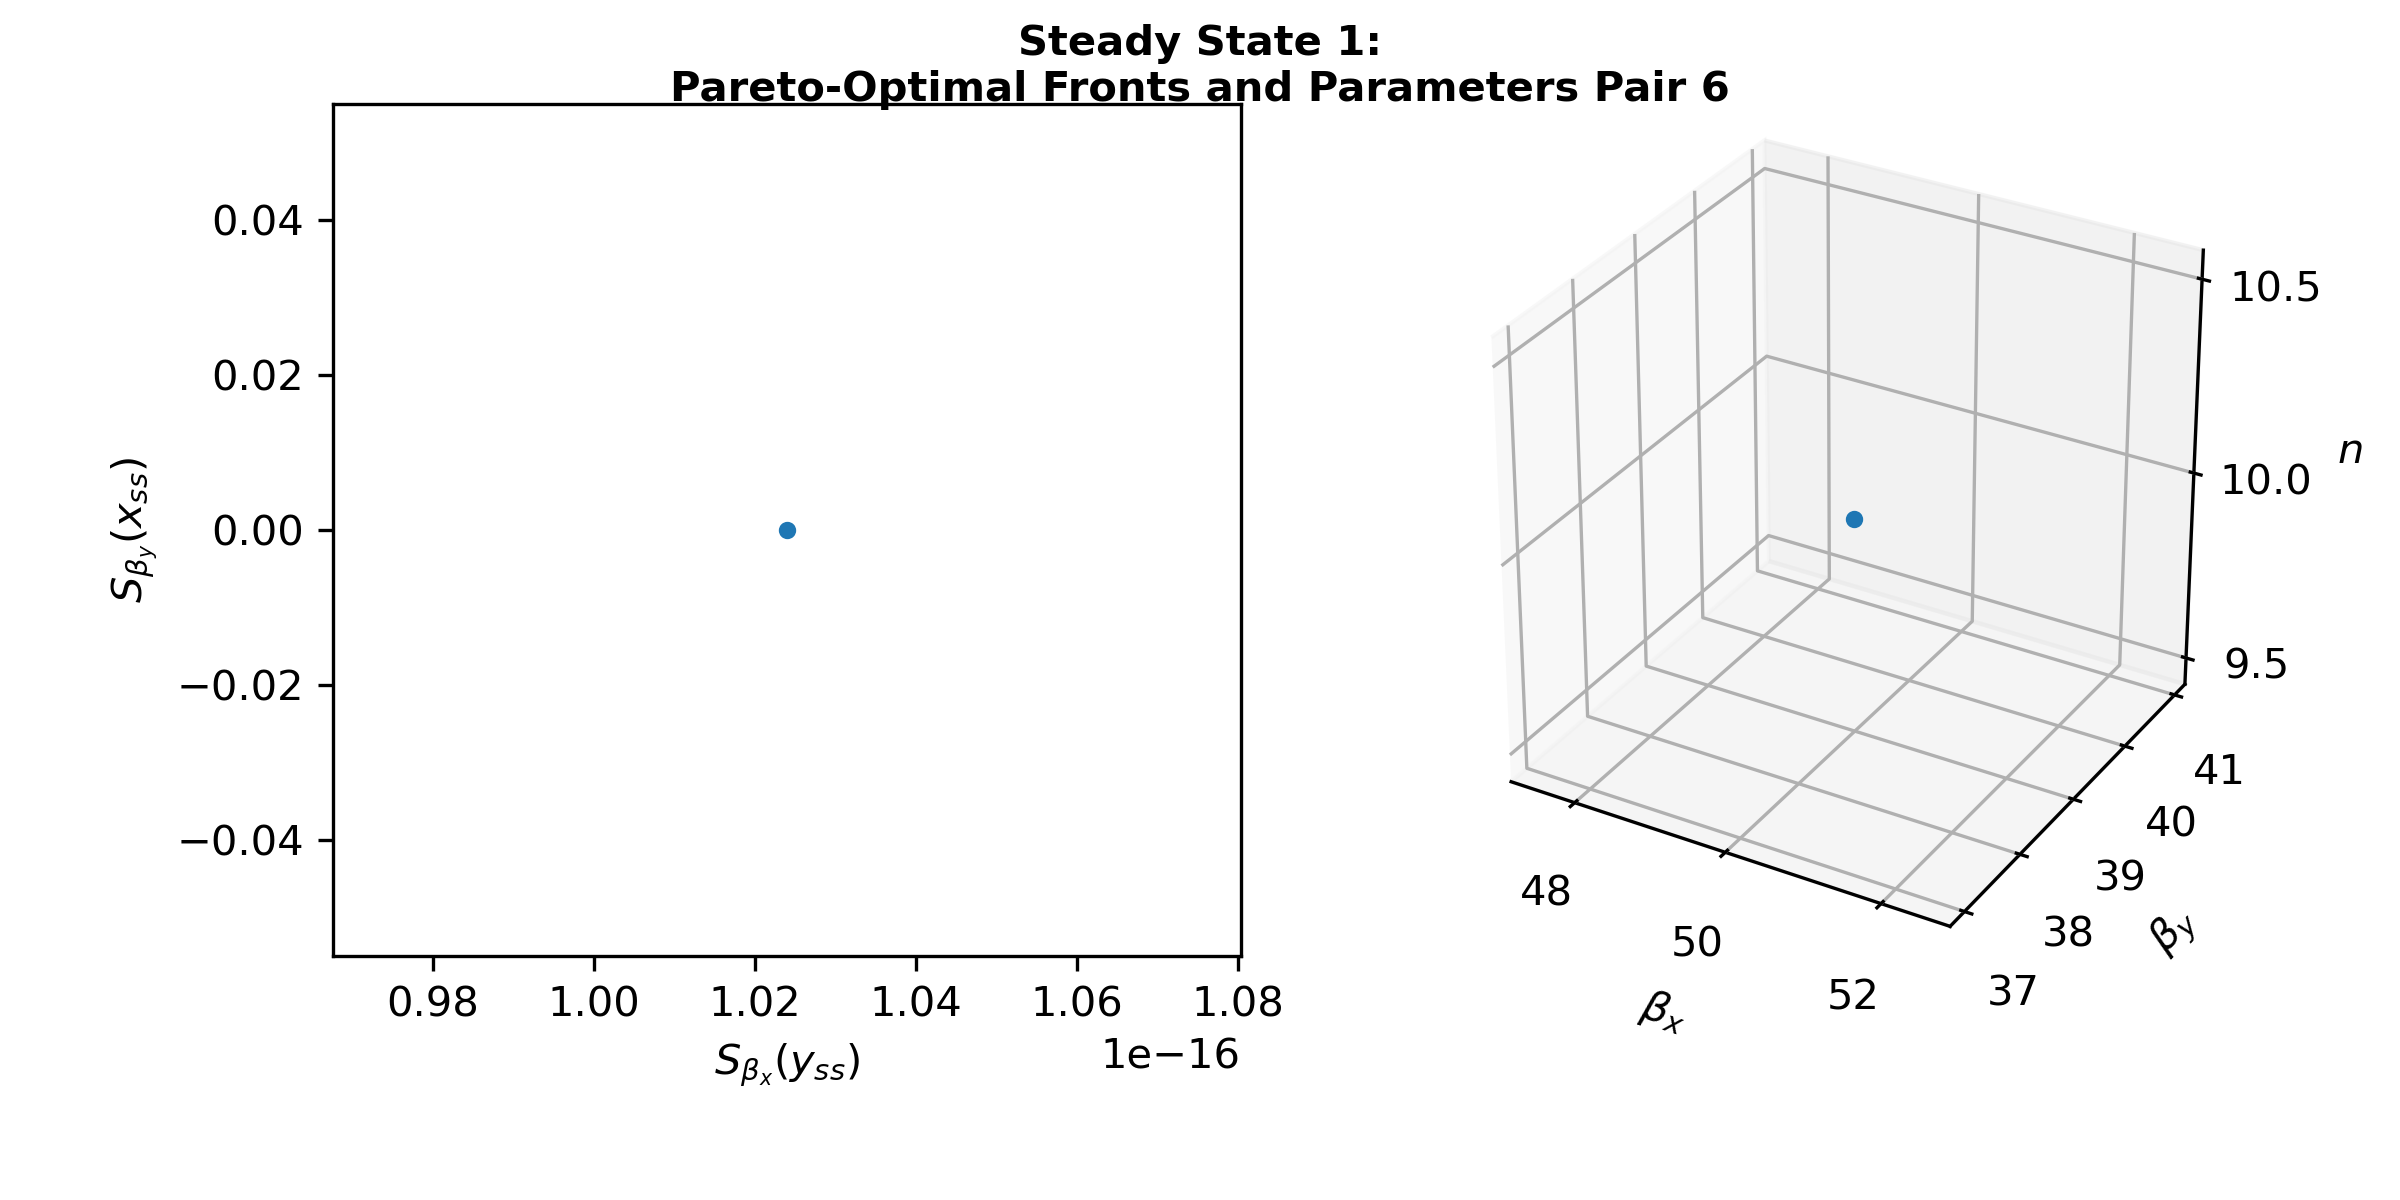 Steady State 1:
Pareto-Optimal Fronts and Parameters Pair 6
0.04
0.02
0.00
−0.02
−0.04
S_{β_y}(x_{ss})
0.98 1.00 1.02 1.04 1.06 1.08
S_{β_x}(y_{ss})
1e−16
10.5
10.0
9.5
n
48 50 52
β_x
37 38 39 40 41
β_y